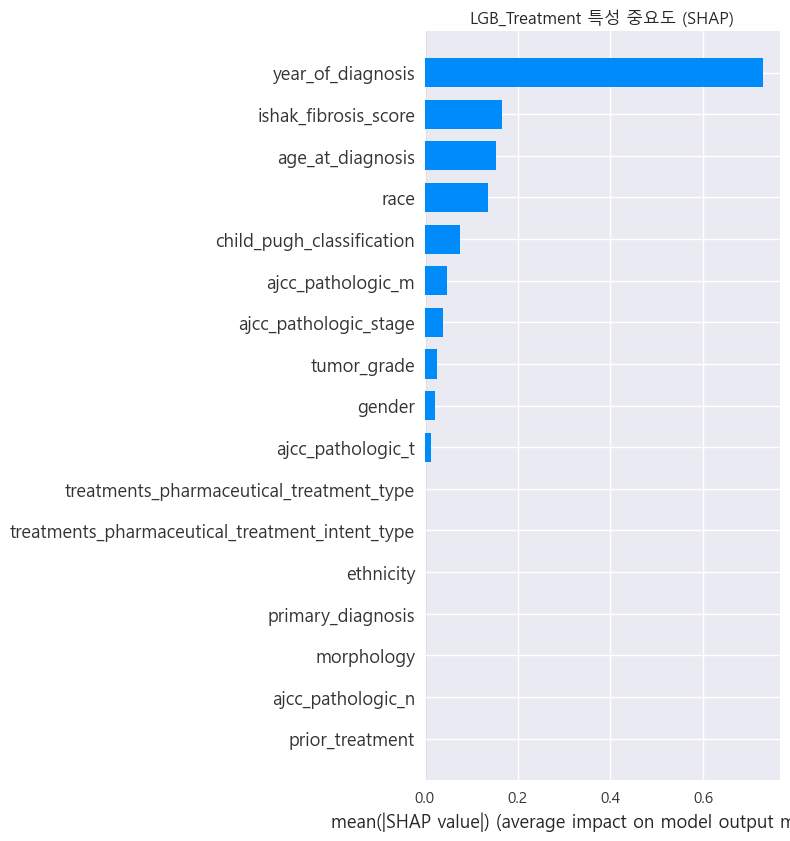 LGB_Treatment 특성 중요도 (SHAP)
year_of_diagnosis
ishak_fibrosis_score
age_at_diagnosis
race
child_pugh_classification
ajcc_pathologic_m
ajcc_pathologic_stage
tumor_grade
gender
ajcc_pathologic_t
treatments_pharmaceutical_treatment_type
treatments_pharmaceutical_treatment_intent_type
ethnicity
primary_diagnosis
morphology
ajcc_pathologic_n
prior_treatment
0.0 0.2 0.4 0.6
mean(|SHAP value|) (average impact on model output m